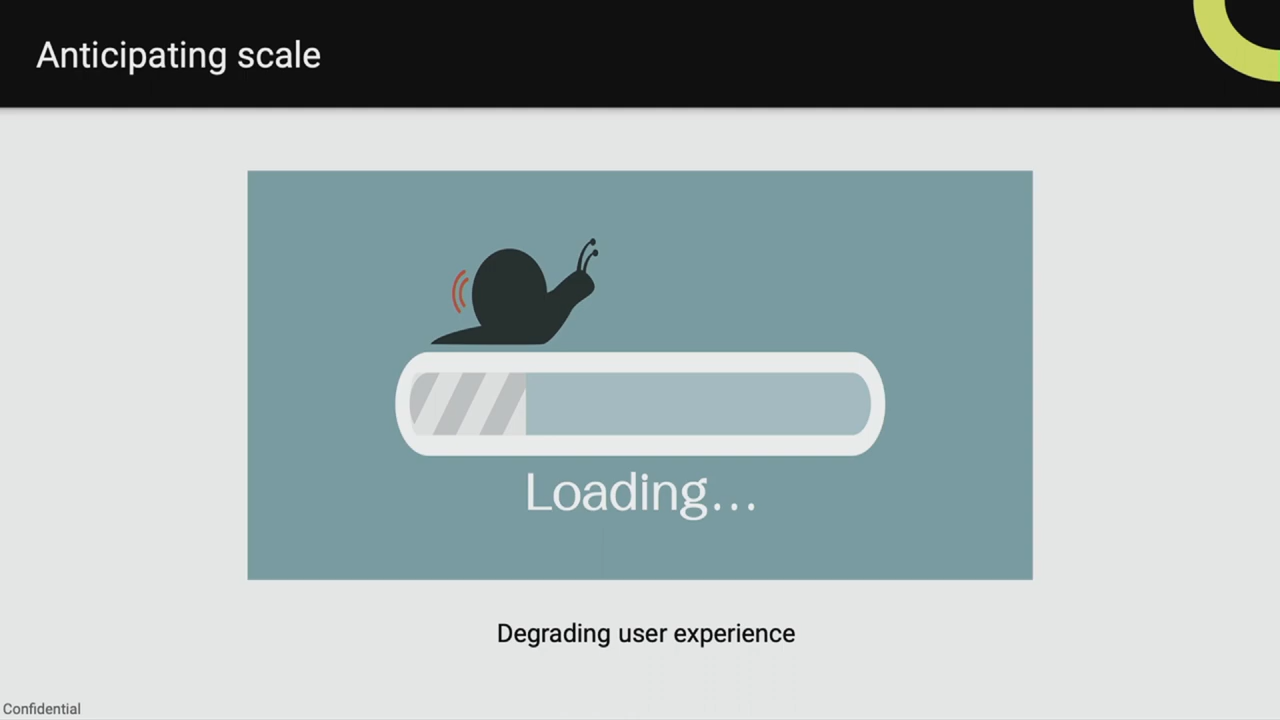 Anticipating scale
Loading...
Degrading user experience
Confidential